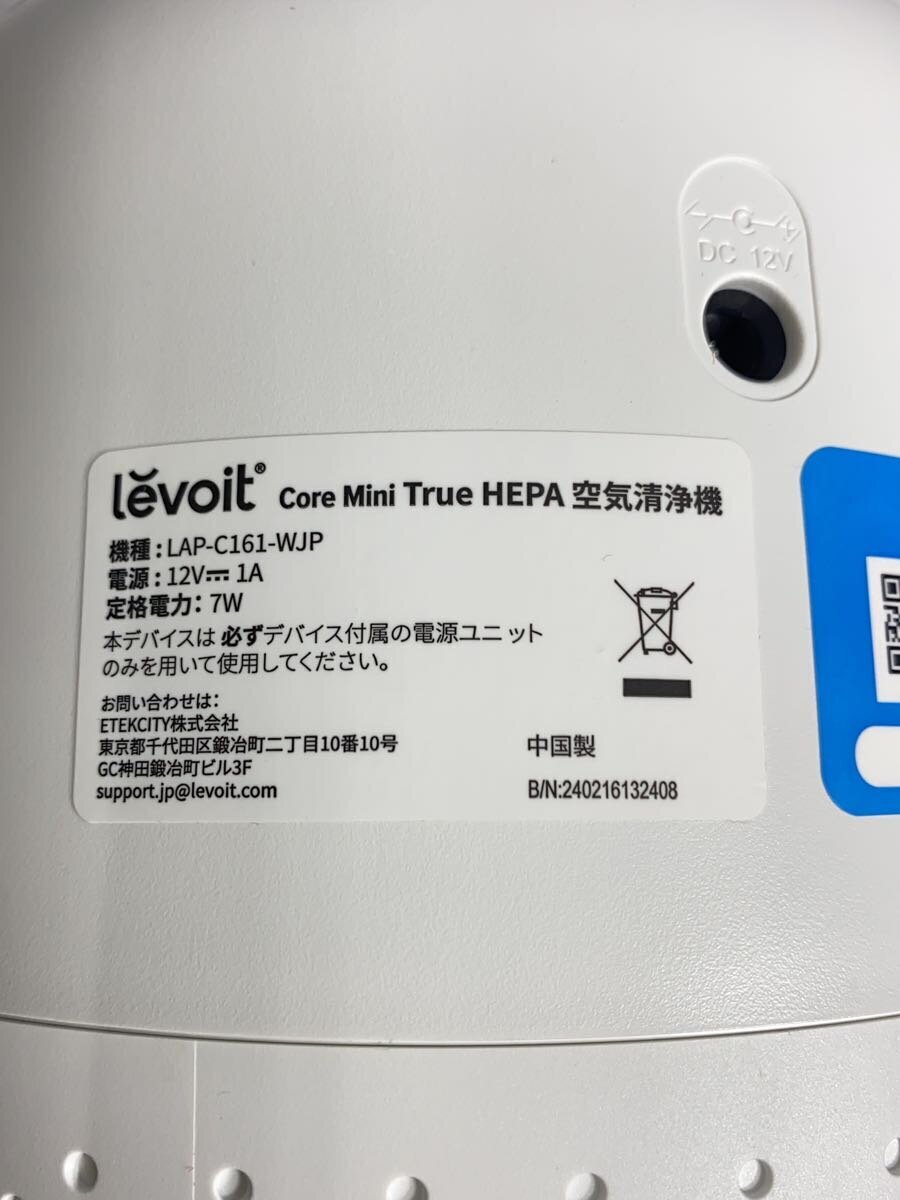 DC 12V
lĕvoit® Core Mini True HEPA 空気清浄機
機種 : LAP-C161-WJP
電源 : 12V⎓ 1A
定格電力 : 7W
本デバイスは 必ずデバイス付属の電源ユニット
のみを用いて使用してください。
お問い合わせは :
ETEKCITY株式会社
東京都千代田区鍛冶町二丁目10番10号
GC神田鍛冶町ビル3F
support.jp@levoit.com
中国製
B/N:240216132408